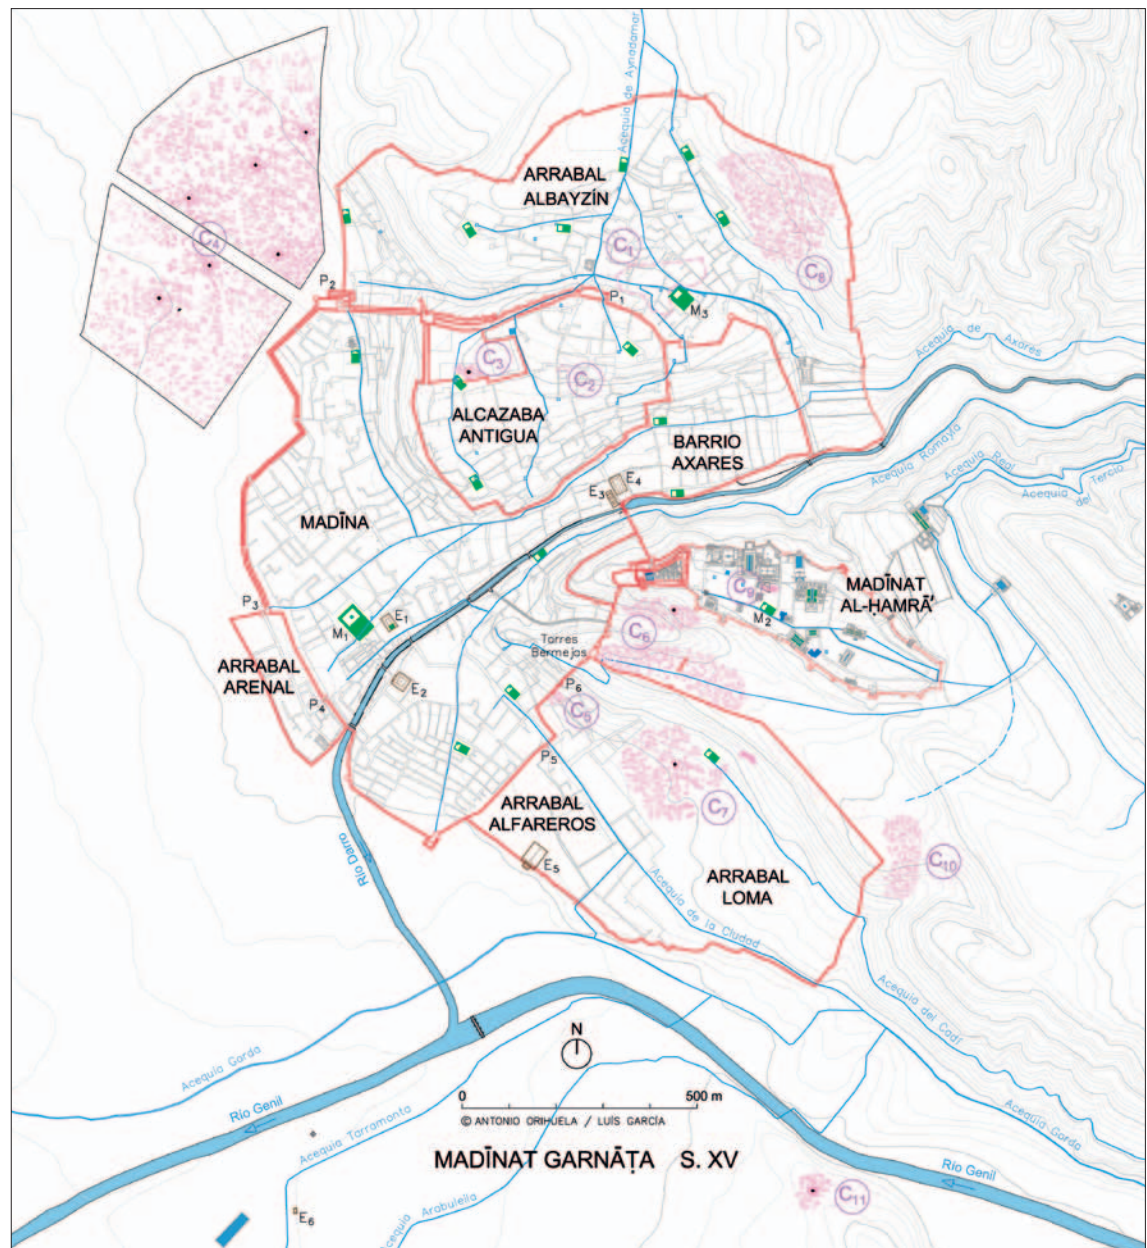 Acequia de Aynadamar
ARRABAL
ALBAYZÍN
C4
C1
C8
P2
P1
M3
Acequia de Axares
C3
C2
ALCAZABA
ANTIGUA
BARRIO
AXARES
Acequia Romayla
Acequia Real
Acequia del Tercio
E4
E3
MADĪNA
MADĪNAT
AL-ḤAMRĀ'
C9
M2
P3
M1
E1
C6
Torres
Bermejas
ARRABAL
ARENAL
E2
P6
P4
C5
P5
C7
ARRABAL
ALFAREROS
E5
C10
ARRABAL
LOMA
Río Darro
Acequia de la Ciudad
Acequia del Cadí
N
Acequia Gorda
0 500 m
Río Genil
© ANTONIO ORIHUELA / LUÍS GARCÍA
Acequia Gorda
Acequia Tarramonta
MADĪNAT GARNĀṬA S. XV
Río Genil
C11
Acequia Arabuleila
E6